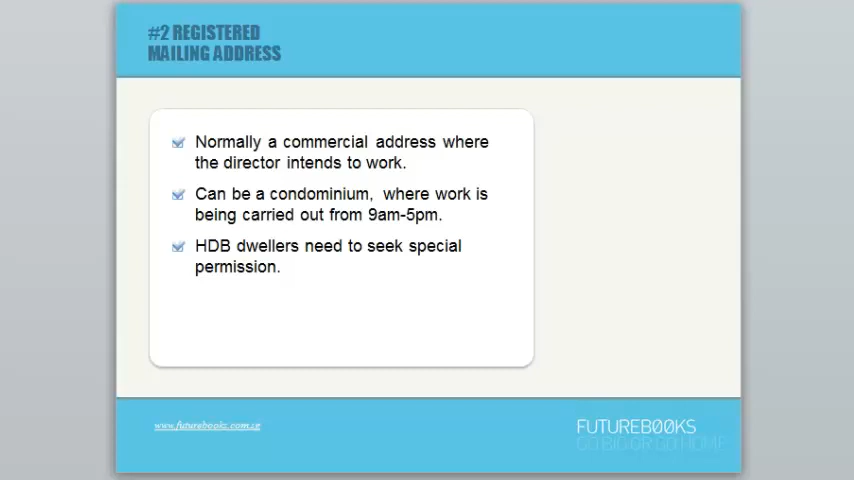 #2 REGISTERED
MAILING ADDRESS
Normally a commercial address where
the director intends to work.
Can be a condominium, where work is
being carried out from 9am-5pm.
HDB dwellers need to seek special
permission.
www.futurebooks.com.sg
FUTUREB00KS
GO BIG OR GO HOME